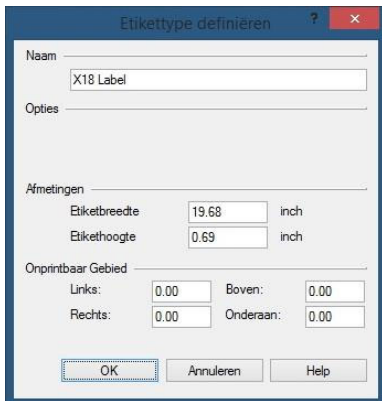 Etikettype definiëren ? ×
Naam
X18 Label
Opties
Afmetingen
Etiketbreedte 19.68 inch
Etikethoogte 0.69 inch
Onprintbaar Gebied
Links: 0.00 Boven: 0.00
Rechts: 0.00 Onderaan: 0.00
OK Annuleren Help